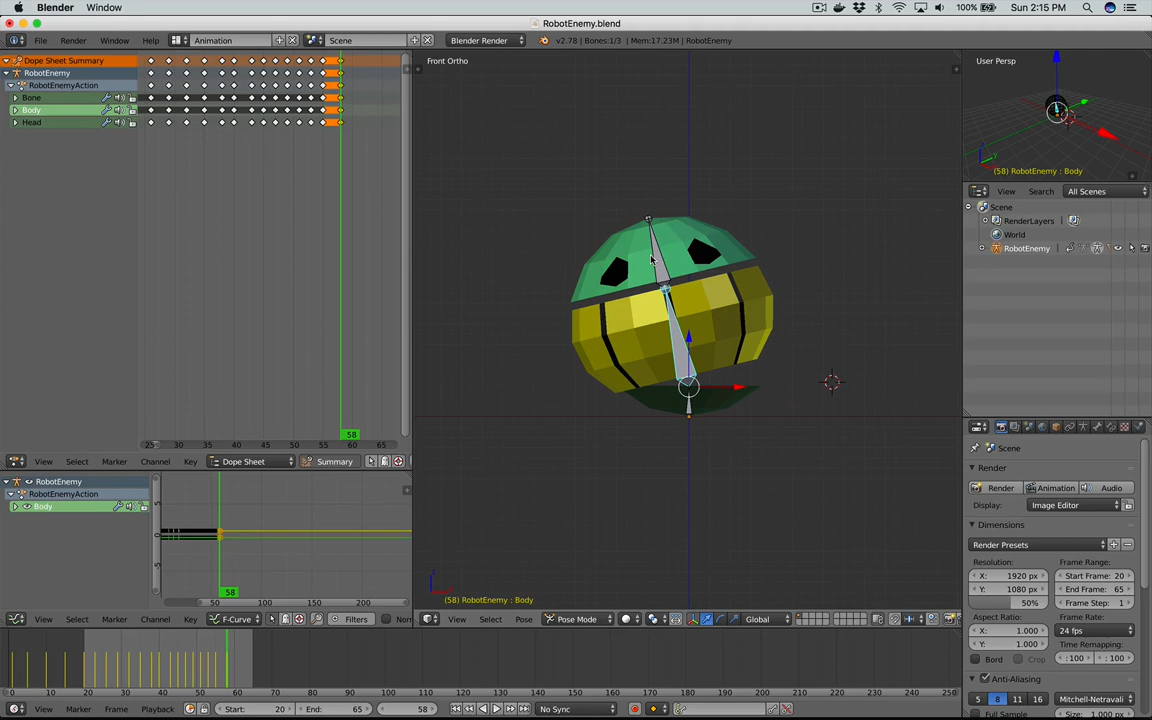 Blender Window 100% Sun 2:15 PM
RobotEnemy.blend
File Render Window Help Animation Scene Blender Render v2.78 | Bones:1/3 | Mem:17.23M | RobotEnemy
Dope Sheet Summary
RobotEnemy
RobotEnemyAction
Bone
Body
Head
25 30 35 40 45 50 55 60 65
58
View Select Marker Channel Key Dope Sheet Summary
RobotEnemy
RobotEnemyAction
Body
5
0
-5
50 100 150 200
58
View Select Marker Channel Key F-Curve Filters Nor
Front Ortho
(58) RobotEnemy : Body
View Select Pose Pose Mode Global
User Persp
(58) RobotEnemy : Body
View Search All Scenes
Scene
RenderLayers
World
RobotEnemy
Scene
Render
Render Animation Audio
Display: Image Editor
Dimensions
Render Presets
Resolution: Frame Range:
X: 1920 px Start Frame: 20
Y: 1080 px End Frame: 65
50% Frame Step: 1
Aspect Ratio: Frame Rate:
X: 1.000 24 fps
Y: 1.000 Time Remapping:
Bord Crop :100 :100
Anti-Aliasing
5 8 11 16 Mitchell-Netravali
Full Sample Size: 1.000 px
0 10 20 30 40 50 60 70 80 90 100 110 120 130 140 150 160 170 180 190 200 210 220 230 240 250
View Marker Frame Playback Start: 20 End: 65 58 No Sync